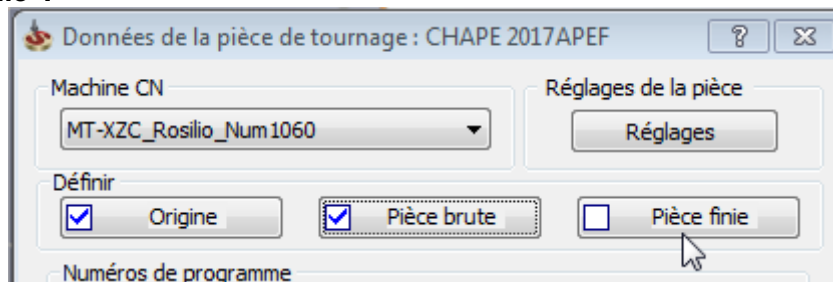 Données de la pièce de tournage : CHAPE 2017APEF
Machine CN
Réglages de la pièce
MT-XZC_Rosilio_Num1060
Réglages
Définir
Origine
Pièce brute
Pièce finie
Numéros de programme